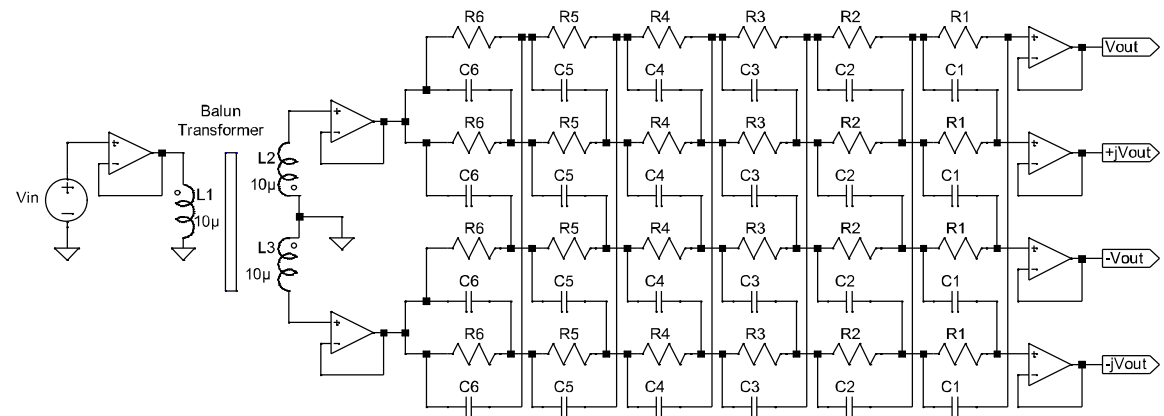 R6 R5 R4 R3 R2 R1
Vout
C6 C5 C4 C3 C2 C1
Balun
Transformer
R6 R5 R4 R3 R2 R1
+jVout
L2
10µ
C6 C5 C4 C3 C2 C1
Vin
L1
10µ
R6 R5 R4 R3 R2 R1
L3
10µ
-Vout
C6 C5 C4 C3 C2 C1
R6 R5 R4 R3 R2 R1
-jVout
C6 C5 C4 C3 C2 C1